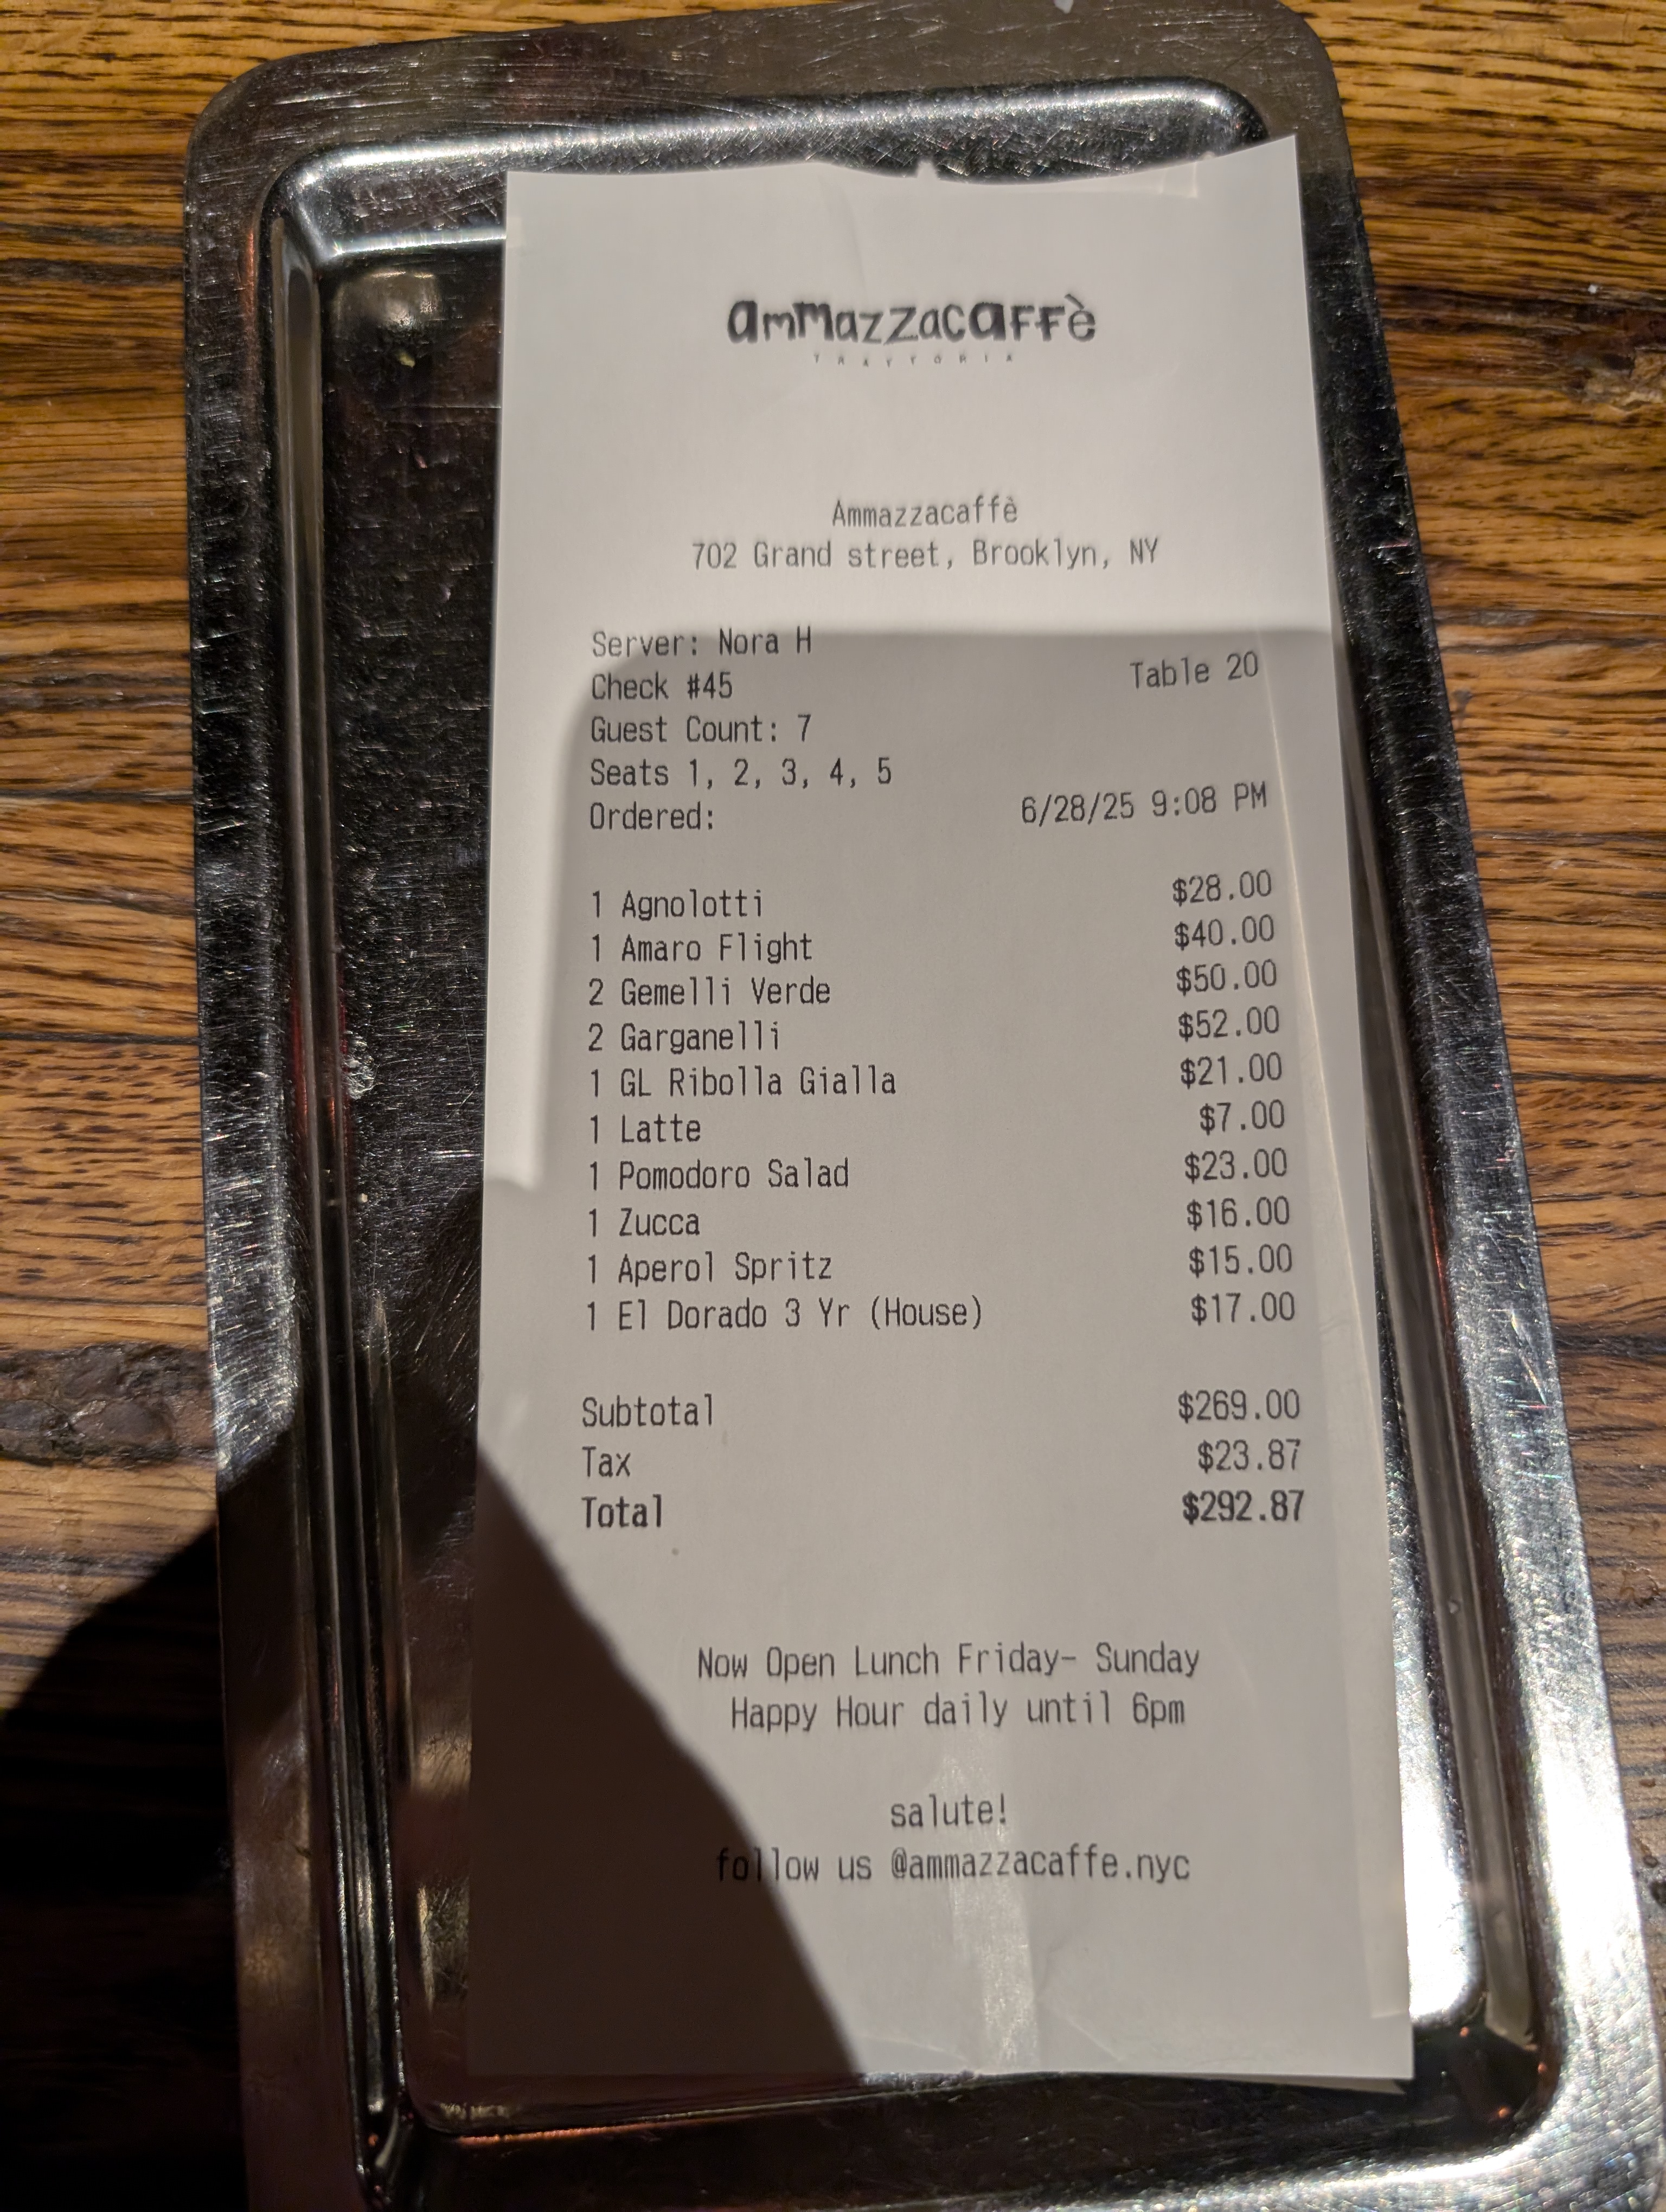 ammazzacaffè
TRATTORIA
Ammazzacaffè
702 Grand street, Brooklyn, NY
Server: Nora H
Check #45 Table 20
Guest Count: 7
Seats 1, 2, 3, 4, 5
Ordered: 6/28/25 9:08 PM
1 Agnolotti $28.00
1 Amaro Flight $40.00
2 Gemelli Verde $50.00
2 Garganelli $52.00
1 GL Ribolla Gialla $21.00
1 Latte $7.00
1 Pomodoro Salad $23.00
1 Zucca $16.00
1 Aperol Spritz $15.00
1 El Dorado 3 Yr (House) $17.00
Subtotal $269.00
Tax $23.87
Total $292.87
Now Open Lunch Friday- Sunday
Happy Hour daily until 6pm
salute!
follow us @ammazzacaffe.nyc